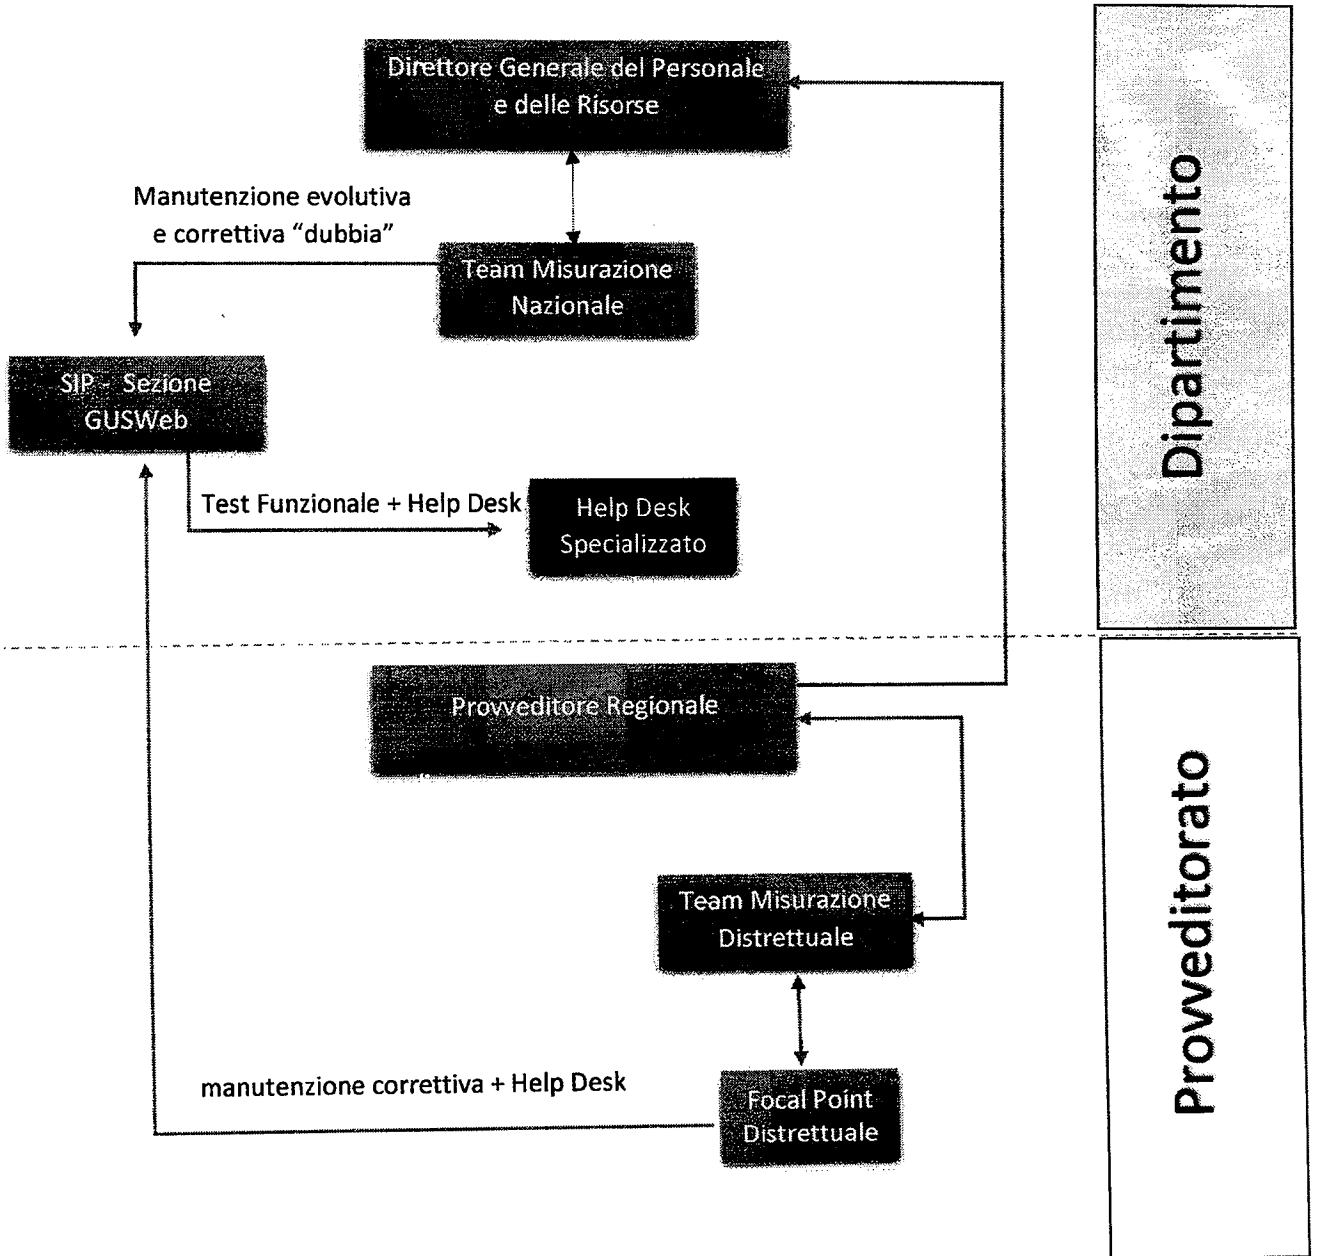 Direttore Generale del Personale
e delle Risorse
Manutenzione evolutiva
e correttiva “dubbia”
Team Misurazione
Nazionale
SIP - Sezione
GUSWeb
Test Funzionale + Help Desk
Help Desk
Specializzato
Dipartimento
Provveditore Regionale
Team Misurazione
Distrettuale
manutenzione correttiva + Help Desk
Focal Point
Distrettuale
Provveditorato